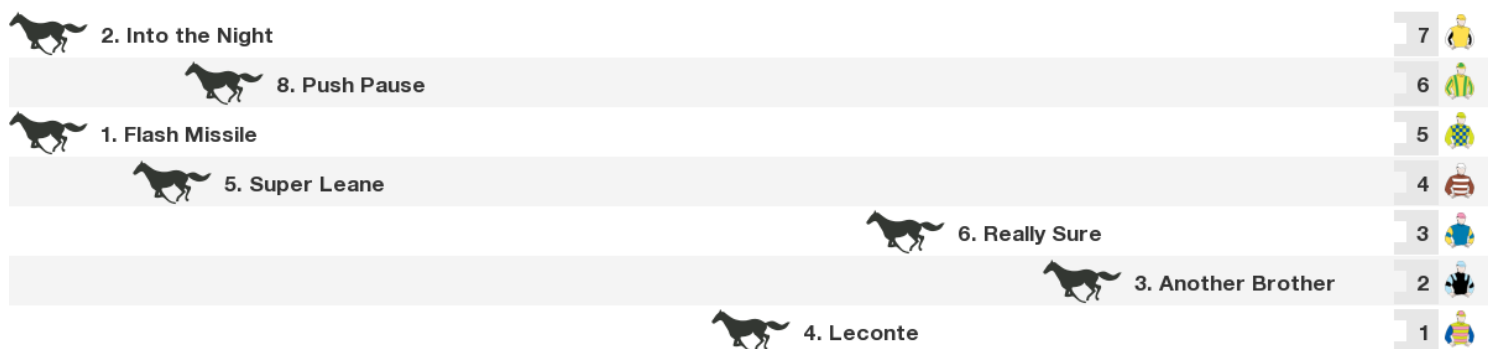 2. Into the Night 7
8. Push Pause 6
1. Flash Missile 5
5. Super Leane 4
6. Really Sure 3
3. Another Brother 2
4. Leconte 1